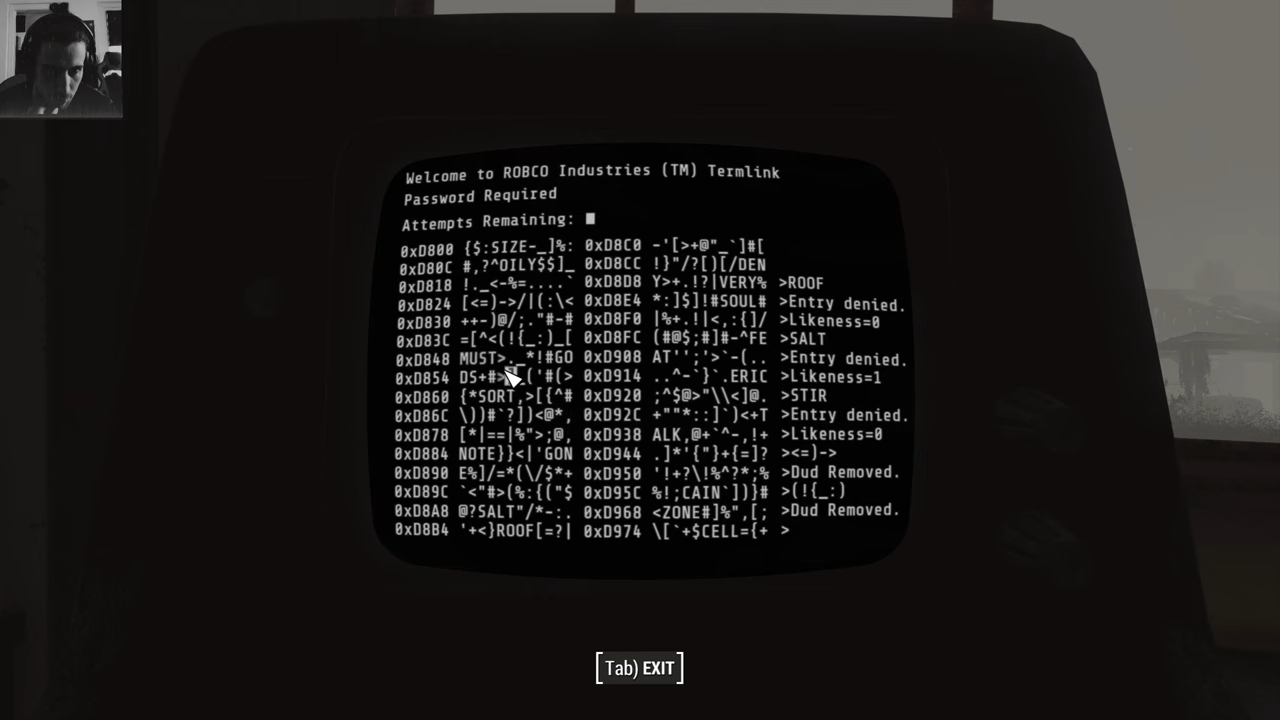 Welcome to ROBCO Industries (TM) Termlink
Password Required
Attempts Remaining: ■
0xD800 {$:SIZE-_]%: 0xD8C0 -'[>+@"_`]#[
0xD80C #,?^OILY$$]_ 0xD8CC !}"/?[)[/DEN
0xD818 !._<-%=....` 0xD8D8 Y>+.!?|VERY% >ROOF
0xD824 [<=)->/|(:\< 0xD8E4 *:]$]!#SOUL# >Entry denied.
0xD830 ++-)@/;."#-# 0xD8F0 |%+.!|<,:{]/ >Likeness=0
0xD83C =[^<(!{_:)_[ 0xD8FC (#@$;#]#-^FE >SALT
0xD848 MUST>._*!#GO 0xD908 AT'';'>`-(.. >Entry denied.
0xD854 DS+#> _('#(> 0xD914 ..^-`}`.ERIC >Likeness=1
0xD860 {*SORT,>[{^# 0xD920 ;^$@>"\\<]@. >STIR
0xD86C \))#`?])<@*, 0xD92C +""*::]`)<+T >Entry denied.
0xD878 [*|==|%">;@, 0xD938 ALK,@+`^-,!+ >Likeness=0
0xD884 NOTE}}<|'GON 0xD944 .]*'{"}+{=]? ><=)->
0xD890 E%]/=*(\/$*+ 0xD950 '!+?\!%^?*;% >Dud Removed.
0xD89C `<"#>(%:{("$ 0xD95C %!;CAIN`])}# >(!{_:)
0xD8A8 @?SALT"/*-:. 0xD968 <ZONE#]%",[; >Dud Removed.
0xD8B4 '+<}ROOF[=?| 0xD974 \[`+$CELL={+ >
[Tab) EXIT]